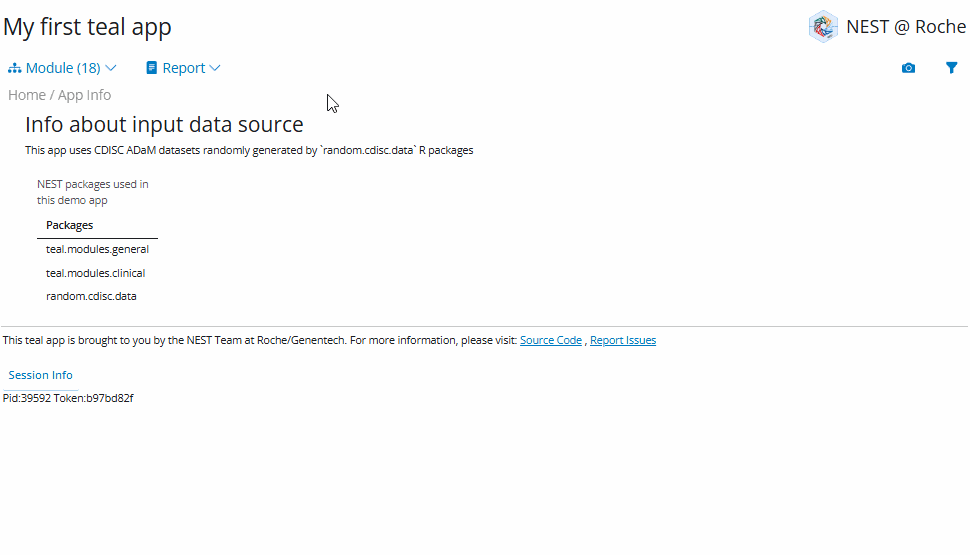 My first teal app
NEST @ Roche
Module (18)
Report
Home / App Info
Info about input data source
This app uses CDISC ADaM datasets randomly generated by `random.cdisc.data` R packages
NEST packages used in
this demo app
Packages
teal.modules.general
teal.modules.clinical
random.cdisc.data
This teal app is brought to you by the NEST Team at Roche/Genentech. For more information, please visit: Source Code , Report Issues
Session Info
Pid:39592 Token:b97bd82f